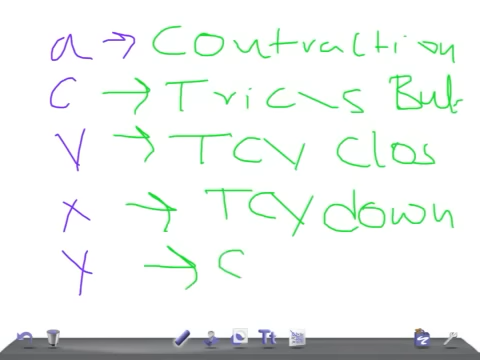 a → Contraction
C → Tricus Bul
V → TCV Clos
x → TCV down
y → C